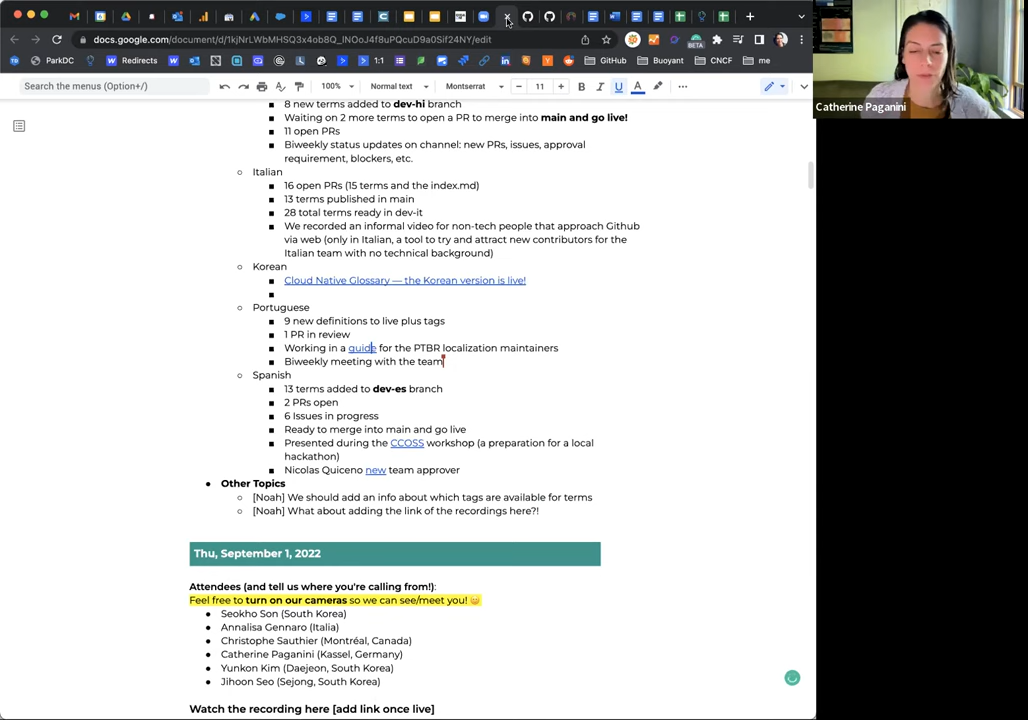 docs.google.com/document/d/1kjNrLWbMHSQ3x4ob8Q_lNOoJ4f8uPQcuD9a0Sif24NY/edit
BETA
ParkDC
Redirects
1:1
GitHub
Buoyant
CNCF
me
Catherine Paganini
Search the menus (Option+/)
100%
Normal text
Montserrat
11
8 new terms added to dev-hi branch
Waiting on 2 more terms to open a PR to merge into main and go live!
11 open PRs
Biweekly status updates on channel: new PRs, issues, approval
requirement, blockers, etc.
Italian
16 open PRs (15 terms and the index.md)
13 terms published in main
28 total terms ready in dev-it
We recorded an informal video for non-tech people that approach Github
via web (only in Italian, a tool to try and attract new contributors for the
Italian team with no technical background)
Korean
Cloud Native Glossary — the Korean version is live!
Portuguese
9 new definitions to live plus tags
1 PR in review
Working in a guide for the PTBR localization maintainers
Biweekly meeting with the team
Spanish
13 terms added to dev-es branch
2 PRs open
6 Issues in progress
Ready to merge into main and go live
Presented during the CCOSS workshop (a preparation for a local
hackathon)
Nicolas Quiceno new team approver
Other Topics
[Noah] We should add an info about which tags are available for terms
[Noah] What about adding the link of the recordings here?!
Thu, September 1, 2022
Attendees (and tell us where you're calling from!):
Feel free to turn on our cameras so we can see/meet you! 😀
Seokho Son (South Korea)
Annalisa Gennaro (Italia)
Christophe Sauthier (Montréal, Canada)
Catherine Paganini (Kassel, Germany)
Yunkon Kim (Daejeon, South Korea)
Jihoon Seo (Sejong, South Korea)
Watch the recording here [add link once live]